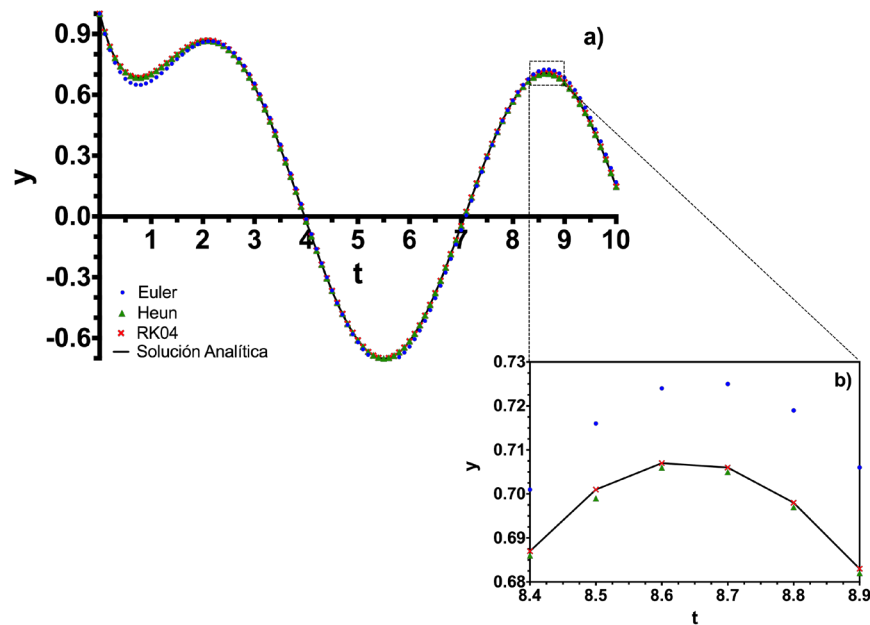 a)
0.9
0.6
0.3
0.0
-0.3
-0.6
y
1 2 3 4 5 6 7 8 9 10
t
Euler
Heun
RK04
Solución Analítica
b)
0.73
0.72
0.71
0.70
0.69
0.68
y
8.4 8.5 8.6 8.7 8.8 8.9
t